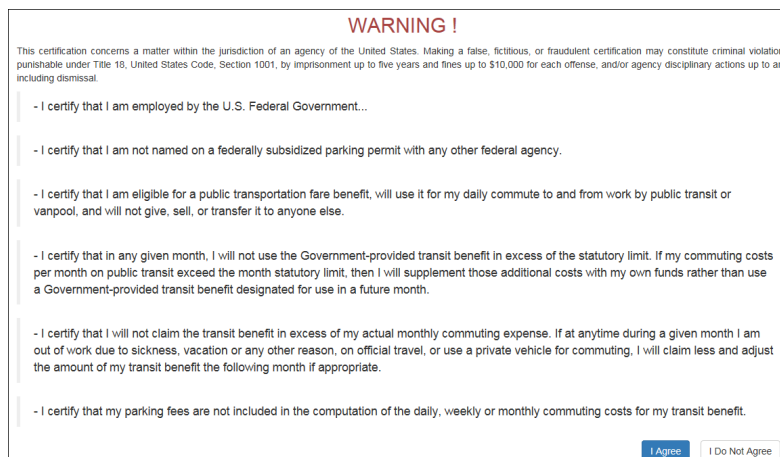 WARNING !
This certification concerns a matter within the jurisdiction of an agency of the United States. Making a false, fictitious, or fraudulent certification may constitute criminal violation
punishable under Title 18, United States Code, Section 1001, by imprisonment up to five years and fines up to $10,000 for each offense, and/or agency disciplinary actions up to
including dismissal.
- I certify that I am employed by the U.S. Federal Government...
- I certify that I am not named on a federally subsidized parking permit with any other federal agency.
- I certify that I am eligible for a public transportation fare benefit, will use it for my daily commute to and from work by public transit or
vanpool, and will not give, sell, or transfer it to anyone else.
- I certify that in any given month, I will not use the Government-provided transit benefit in excess of the statutory limit. If my commuting costs
per month on public transit exceed the month statutory limit, then I will supplement those additional costs with my own funds rather than use
a Government-provided transit benefit designated for use in a future month.
- I certify that I will not claim the transit benefit in excess of my actual monthly commuting expense. If at anytime during a given month I am
out of work due to sickness, vacation or any other reason, on official travel, or use a private vehicle for commuting, I will claim less and adjust
the amount of my transit benefit the following month if appropriate.
- I certify that my parking fees are not included in the computation of the daily, weekly or monthly commuting costs for my transit benefit.
I Agree I Do Not Agree